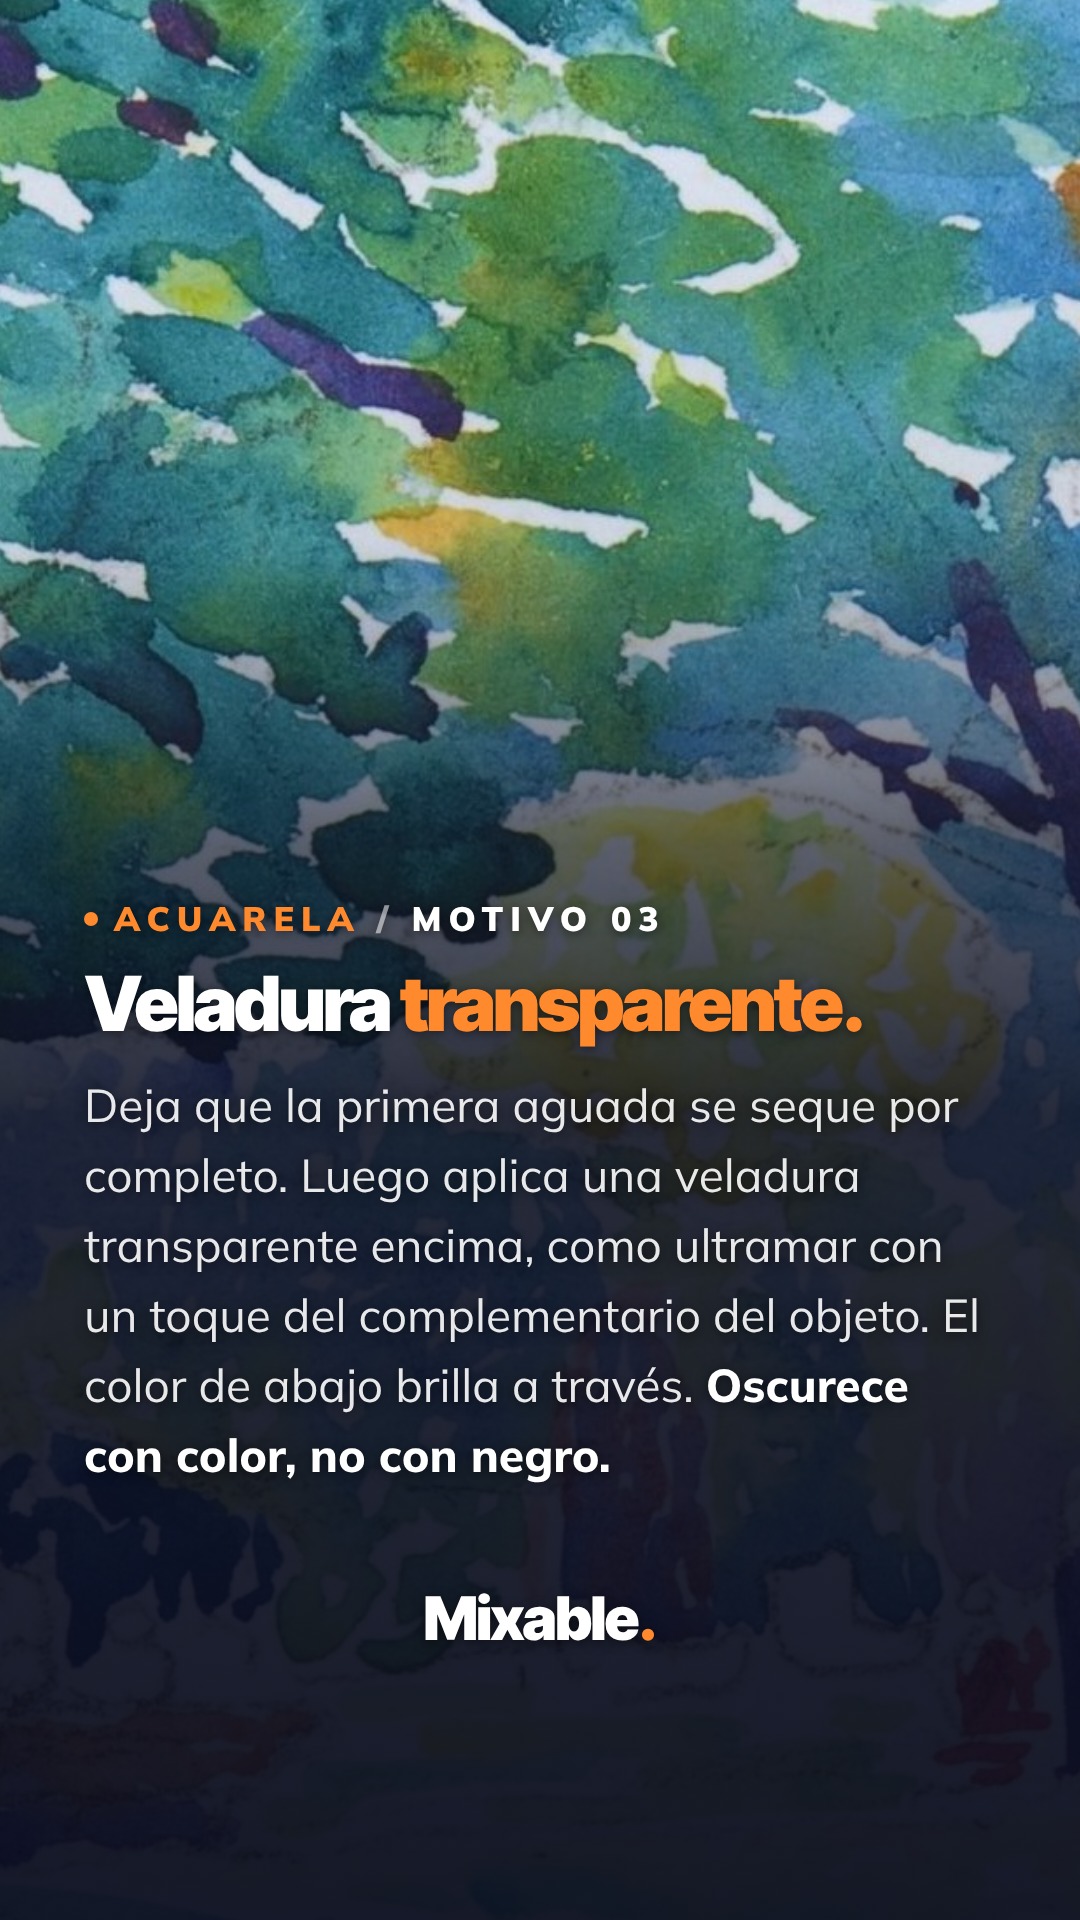 • ACUARELA / MOTIVO 03
Veladura transparente.
Deja que la primera aguada se seque por
completo. Luego aplica una veladura
transparente encima, como ultramar con
un toque del complementario del objeto. El
color de abajo brilla a través. Oscurece
con color, no con negro.
Mixable.